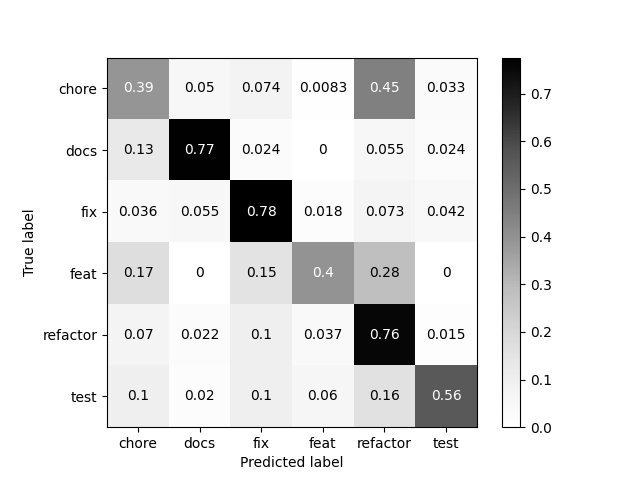 chore 0.39 0.05 0.074 0.0083 0.45 0.033
docs 0.13 0.77 0.024 0 0.055 0.024
fix 0.036 0.055 0.78 0.018 0.073 0.042
feat 0.17 0 0.15 0.4 0.28 0
refactor 0.07 0.022 0.1 0.037 0.76 0.015
test 0.1 0.02 0.1 0.06 0.16 0.56
chore docs fix feat refactor test
Predicted label
True label
0.7
0.6
0.5
0.4
0.3
0.2
0.1
0.0